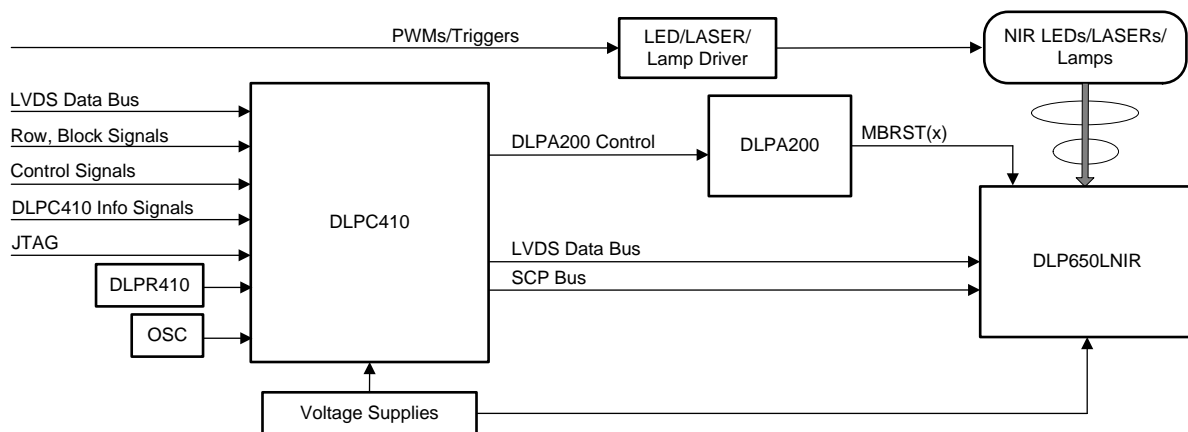 PWMs/Triggers
LED/LASER/
Lamp Driver
NIR LEDs/LASERs/
Lamps
LVDS Data Bus
Row, Block Signals
Control Signals
DLPC410 Info Signals
JTAG
DLPR410
OSC
DLPC410
DLPA200 Control
DLPA200
MBRST(x)
LVDS Data Bus
SCP Bus
DLP650LNIR
Voltage Supplies